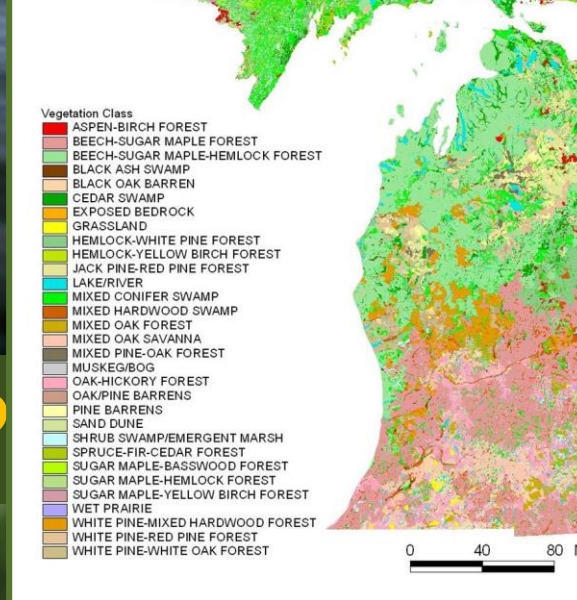 Vegetation Class
ASPEN-BIRCH FOREST
BEECH-SUGAR MAPLE FOREST
BEECH-SUGAR MAPLE-HEMLOCK FOREST
BLACK ASH SWAMP
BLACK OAK BARREN
CEDAR SWAMP
EXPOSED BEDROCK
GRASSLAND
HEMLOCK-WHITE PINE FOREST
HEMLOCK-YELLOW BIRCH FOREST
JACK PINE-RED PINE FOREST
LAKE/RIVER
MIXED CONIFER SWAMP
MIXED HARDWOOD SWAMP
MIXED OAK FOREST
MIXED OAK SAVANNA
MIXED PINE-OAK FOREST
MUSKEG/BOG
OAK-HICKORY FOREST
OAK/PINE BARRENS
PINE BARRENS
SAND DUNE
SHRUB SWAMP/EMERGENT MARSH
SPRUCE-FIR-CEDAR FOREST
SUGAR MAPLE-BASSWOOD FOREST
SUGAR MAPLE-HEMLOCK FOREST
SUGAR MAPLE-YELLOW BIRCH FOREST
WET PRAIRIE
WHITE PINE-MIXED HARDWOOD FOREST
WHITE PINE-RED PINE FOREST
WHITE PINE-WHITE OAK FOREST
0 40 80